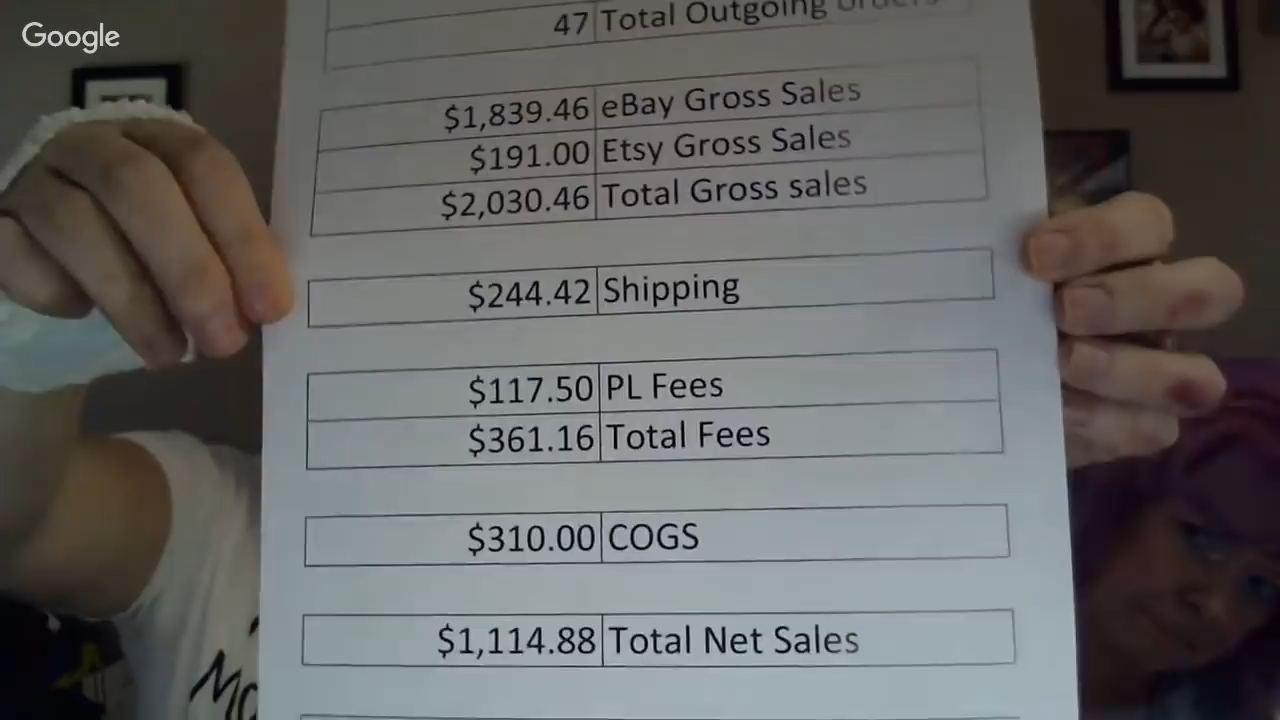 Google
47 Total Outgoing orders
$1,839.46 eBay Gross Sales
$191.00 Etsy Gross Sales
$2,030.46 Total Gross sales
$244.42 Shipping
$117.50 PL Fees
$361.16 Total Fees
$310.00 COGS
$1,114.88 Total Net Sales